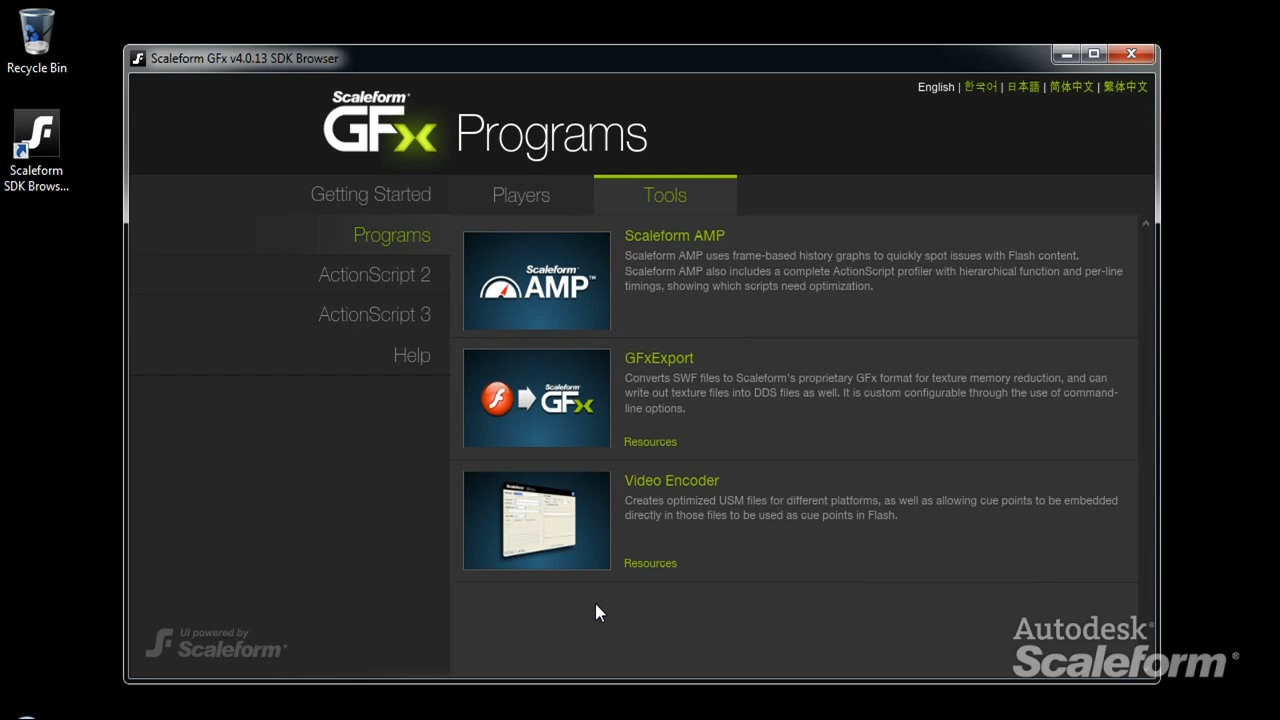 Recycle Bin
Scaleform
SDK Brows...
Scaleform GFx v4.0.13 SDK Browser
English | 한국어 | 日本語 | 简体中文 | 繁体中文
Scaleform®
GFx Programs
Getting Started
Players
Tools
Programs
ActionScript 2
ActionScript 3
Help
Scaleform®
AMP™
Scaleform AMP
Scaleform AMP uses frame-based history graphs to quickly spot issues with Flash content.
Scaleform AMP also includes a complete ActionScript profiler with hierarchical function and per-line
timings, showing which scripts need optimization.
Scaleform®
GFx
GFxExport
Converts SWF files to Scaleform's proprietary GFx format for texture memory reduction, and can
write out texture files into DDS files as well. It is custom configurable through the use of command-
line options.
Resources
Video Encoder
Creates optimized USM files for different platforms, as well as allowing cue points to be embedded
directly in those files to be used as cue points in Flash.
Resources
UI powered by
Scaleform®
Autodesk®
Scaleform®